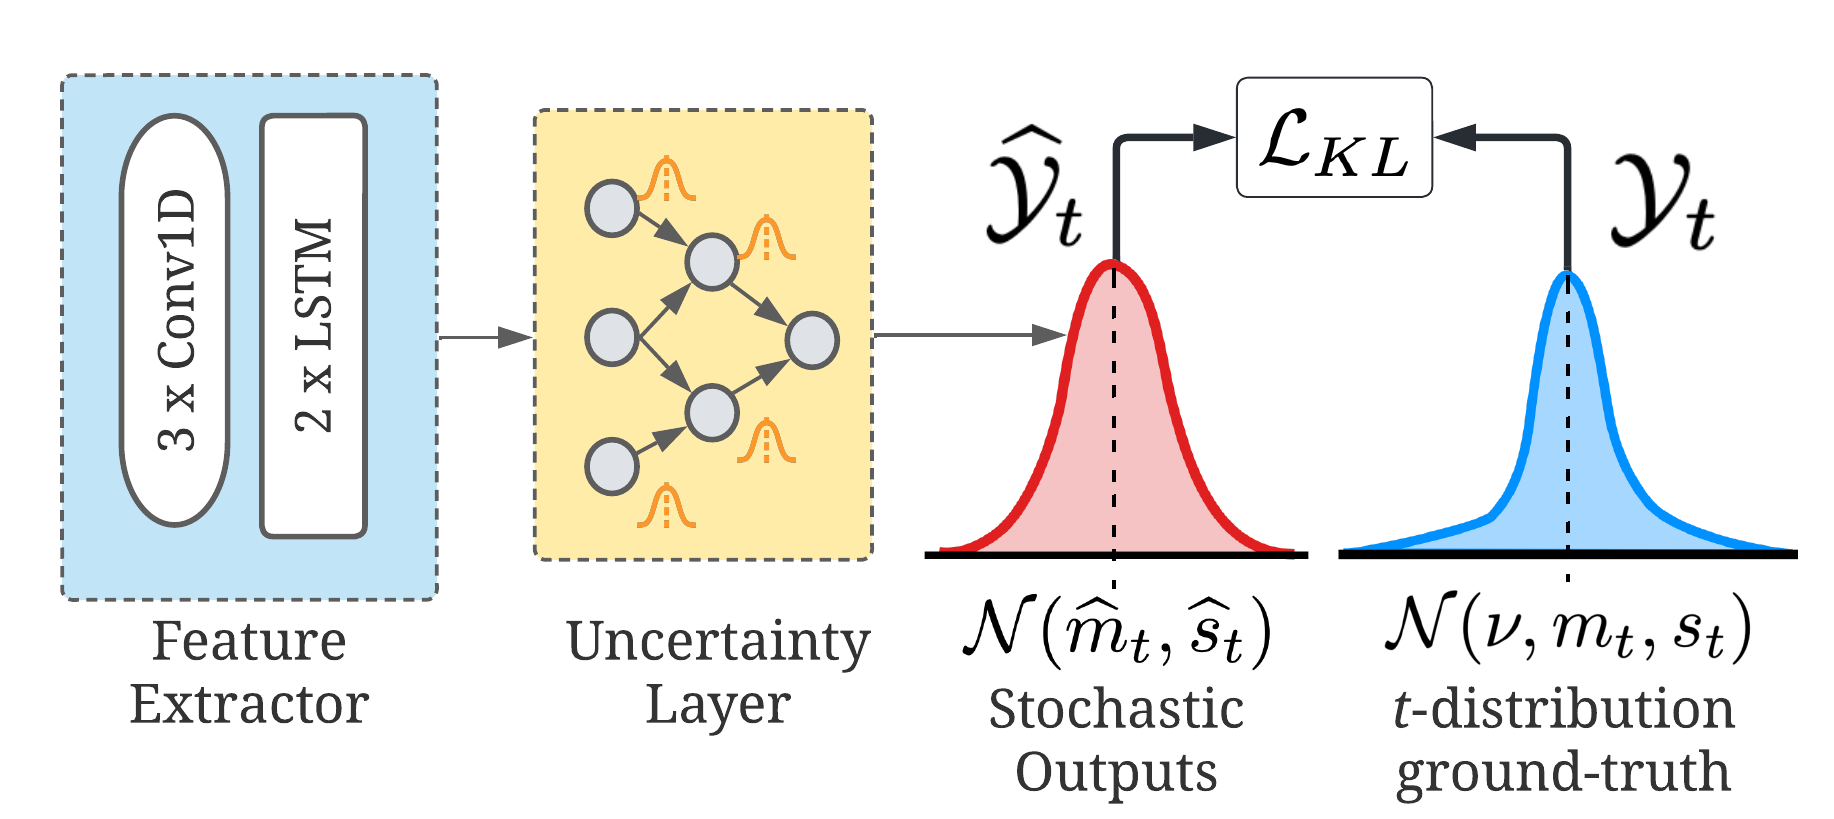 3 x Conv1D
2 x LSTM
Feature
Extractor
Uncertainty
Layer
$\widehat{\mathcal{Y}}_t$
$\mathcal{L}_{KL}$
$\mathcal{Y}_t$
$\mathcal{N}(\widehat{m}_t, \widehat{s}_t)$
Stochastic
Outputs
$\mathcal{N}(\nu, m_t, s_t)$
t-distribution
ground-truth